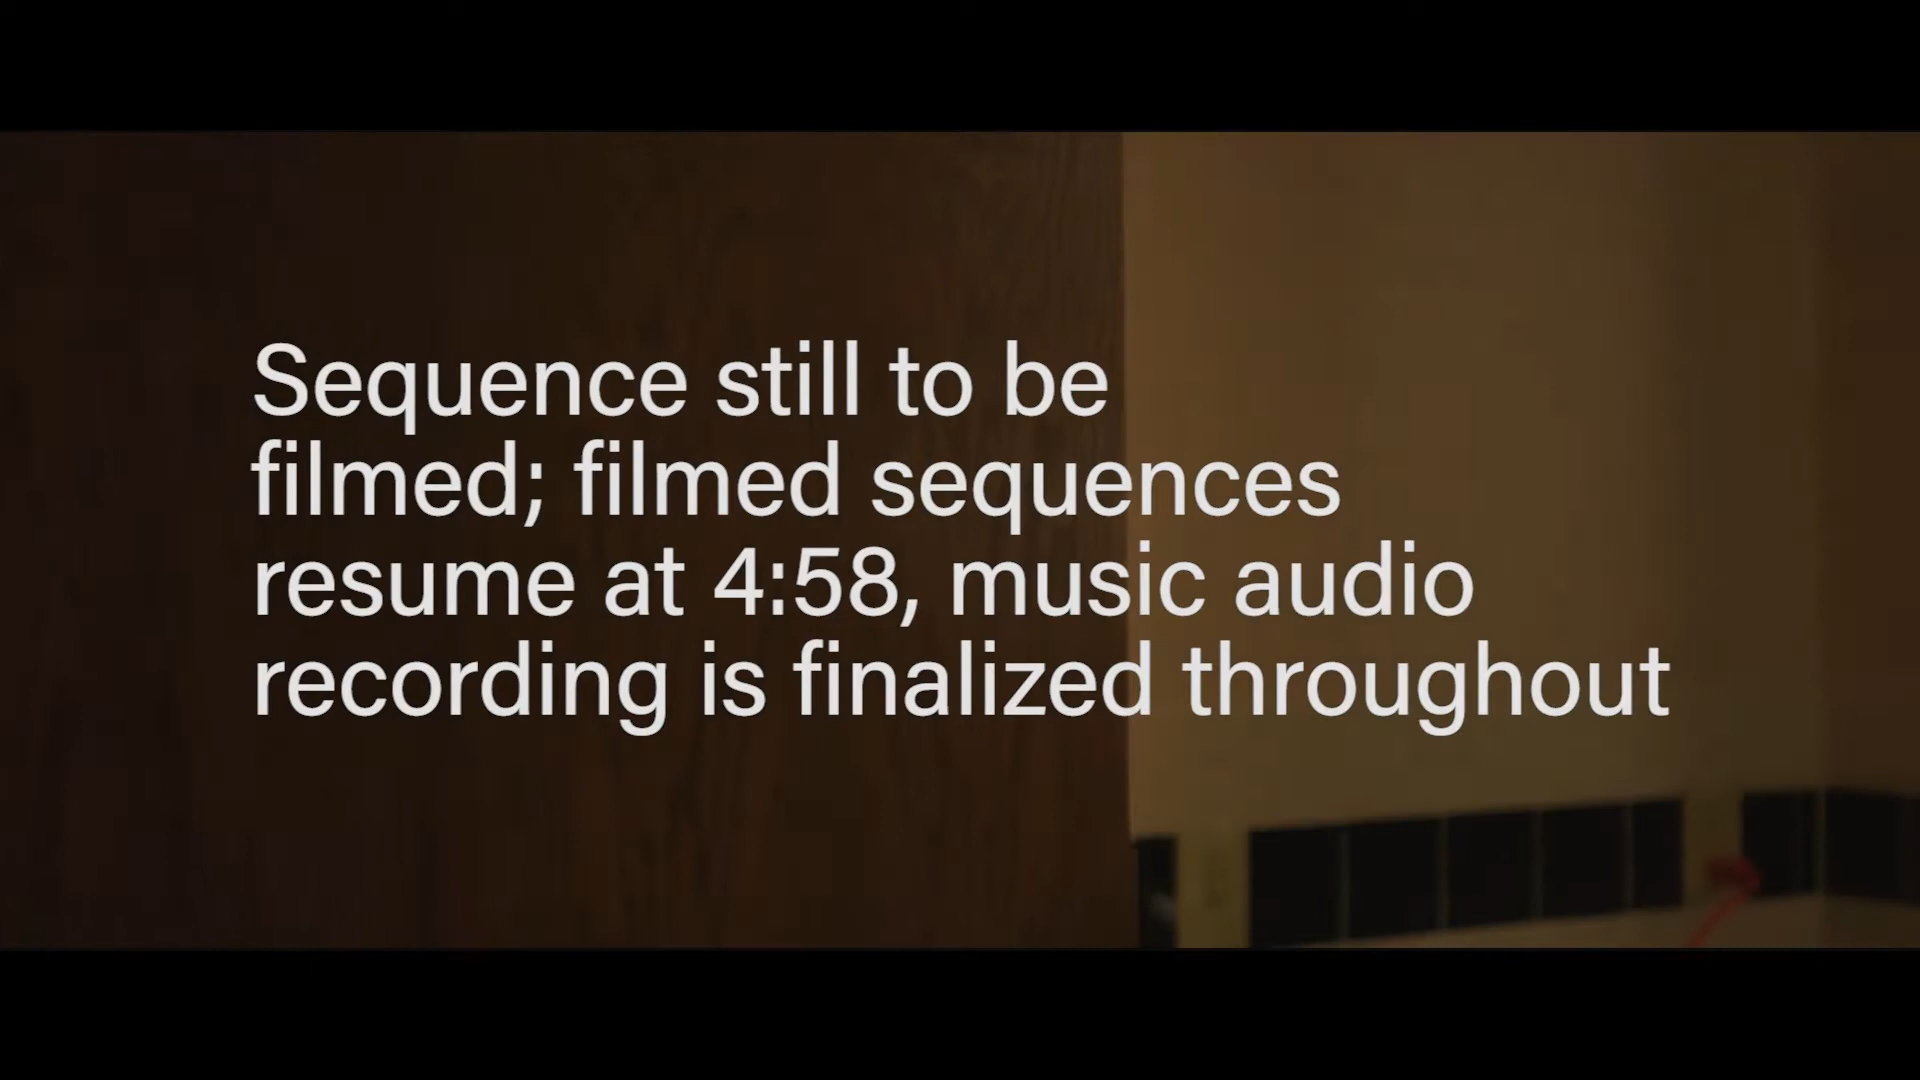 Sequence still to be
filmed; filmed sequences
resume at 4:58, music audio
recording is finalized throughout